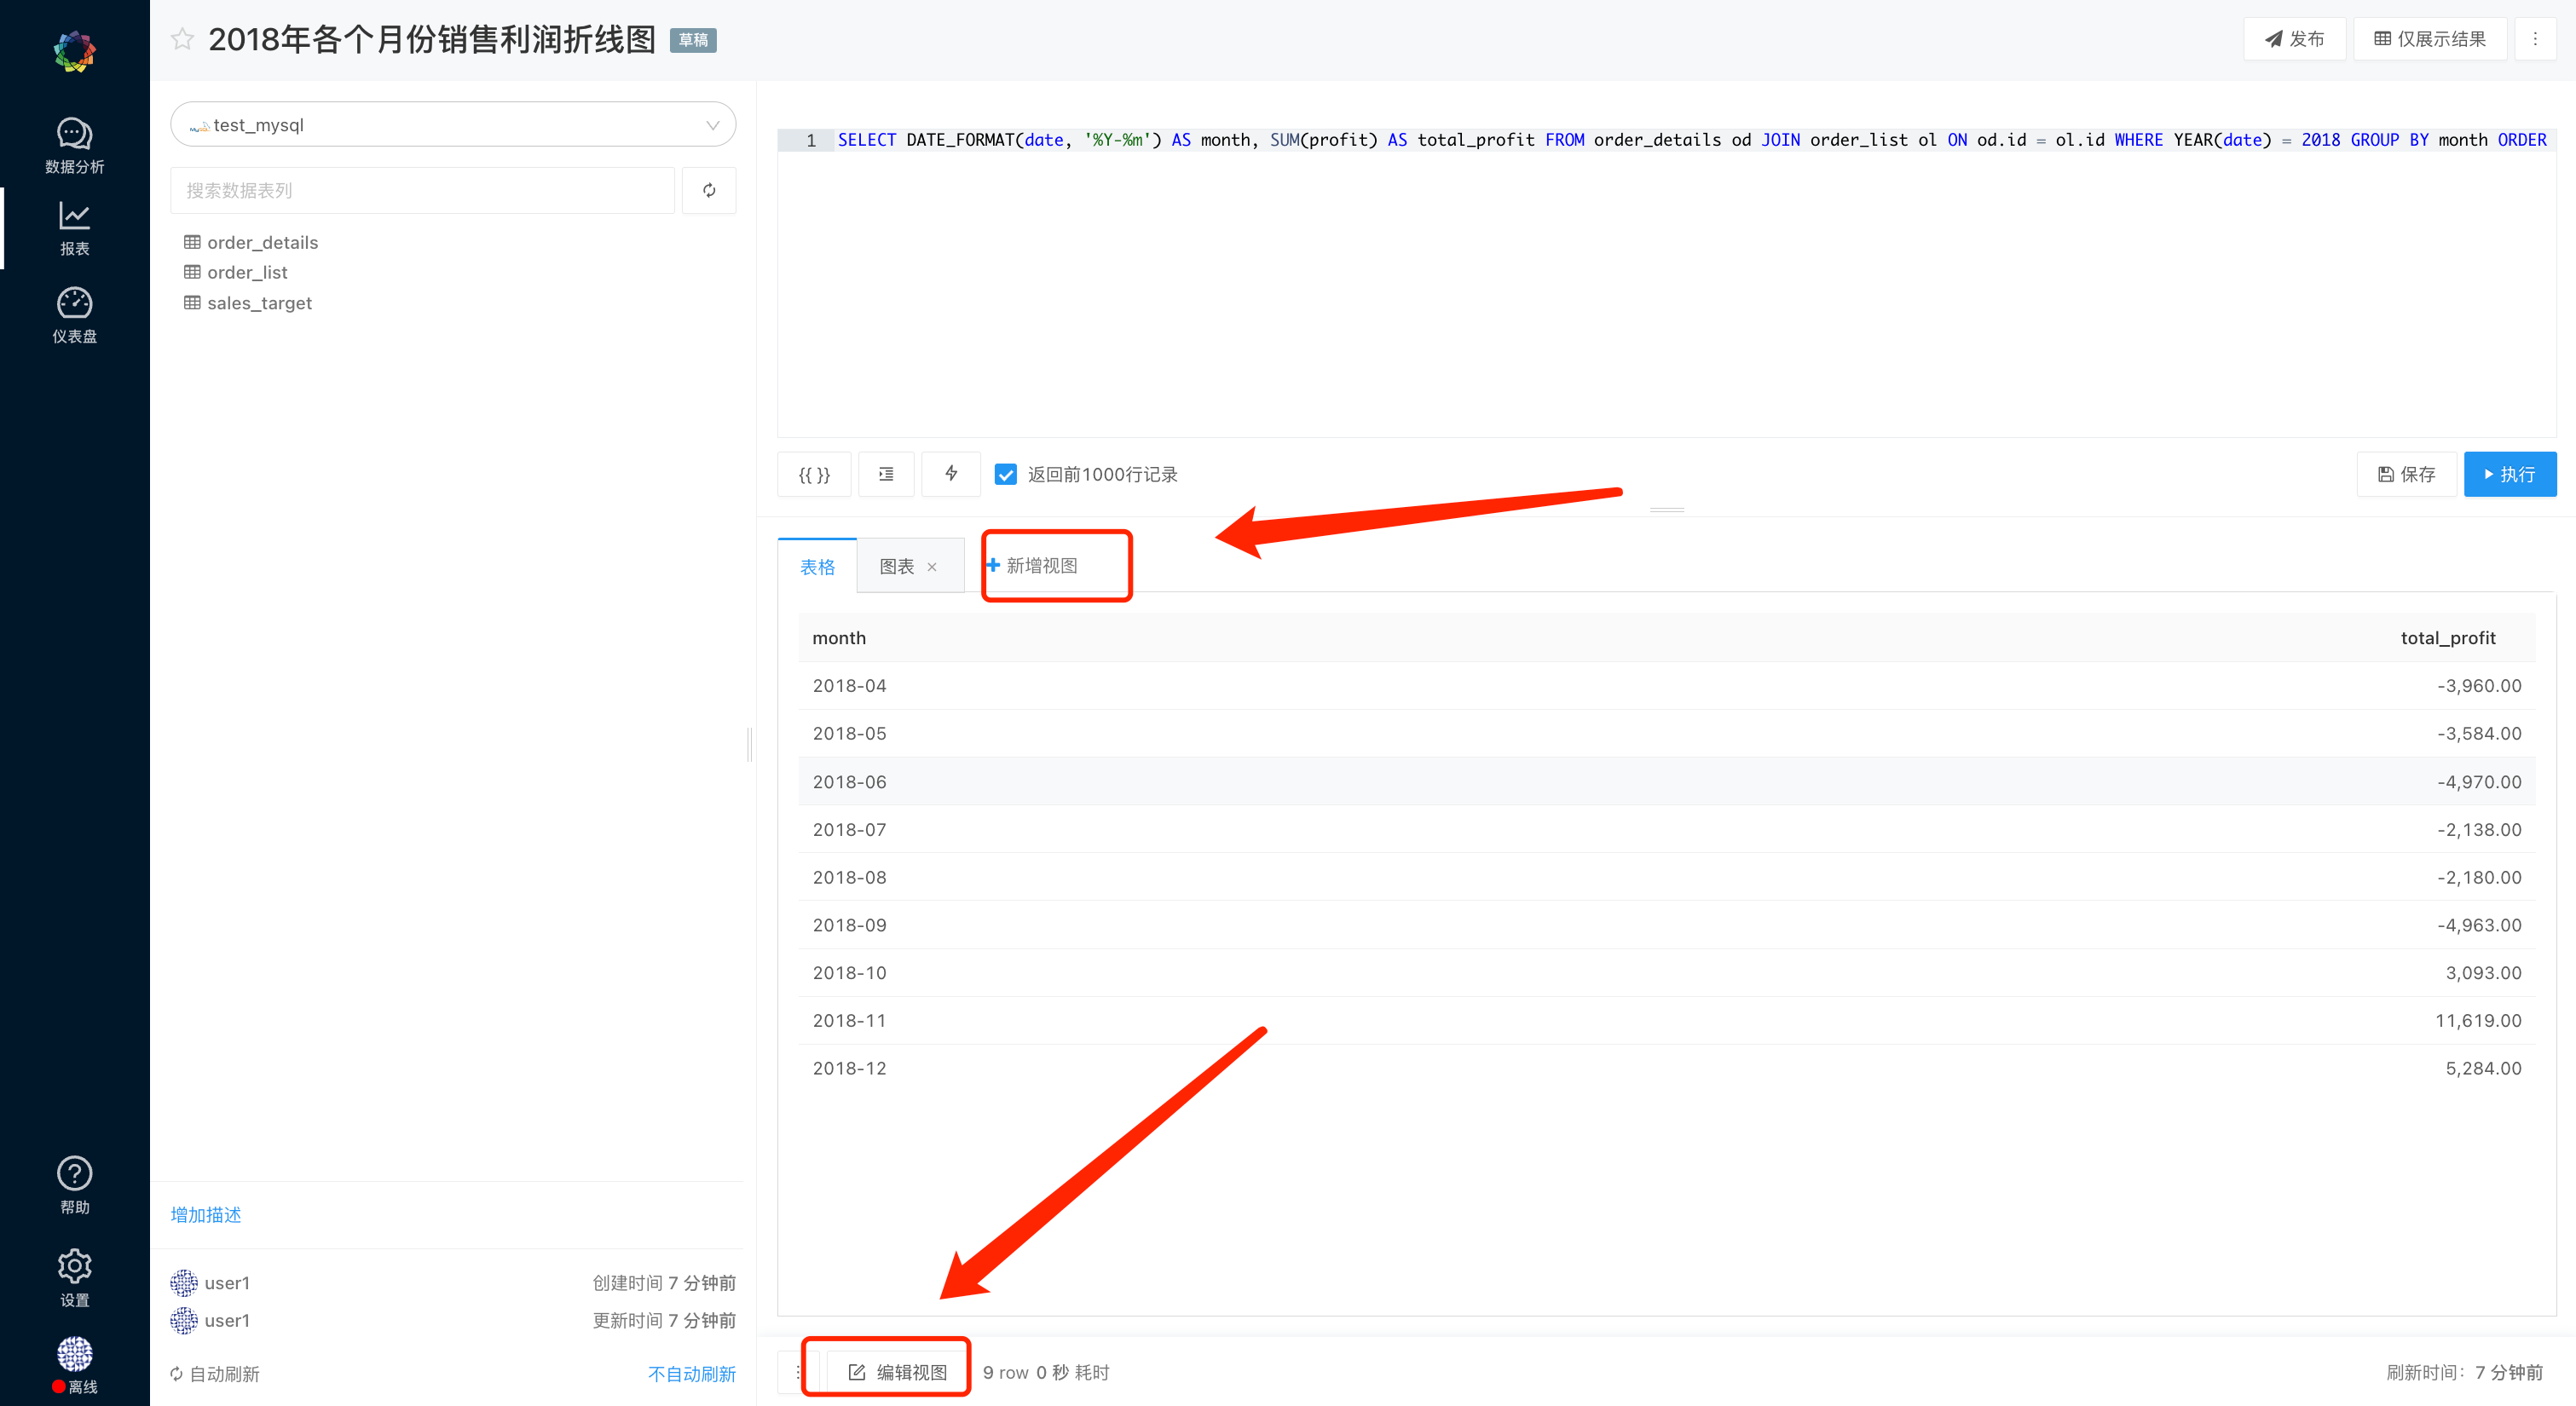 2018年各个月份销售利润折线图 草稿
发布 仅展示结果
数据分析
报表
仪表盘
帮助
设置
离线
test_mysql
搜索数据表列
order_details
order_list
sales_target
增加描述
user1 创建时间 7 分钟前
user1 更新时间 7 分钟前
自动刷新 不自动刷新
1 SELECT DATE_FORMAT(date, '%Y-%m') AS month, SUM(profit) AS total_profit FROM order_details od JOIN order_list ol ON od.id = ol.id WHERE YEAR(date) = 2018 GROUP BY month ORDER
{{ }} 返回前1000行记录 保存 执行
表格 图表 × 新增视图
month total_profit
2018-04 -3,960.00
2018-05 -3,584.00
2018-06 -4,970.00
2018-07 -2,138.00
2018-08 -2,180.00
2018-09 -4,963.00
2018-10 3,093.00
2018-11 11,619.00
2018-12 5,284.00
编辑视图 9 row 0 秒 耗时 刷新时间：7 分钟前